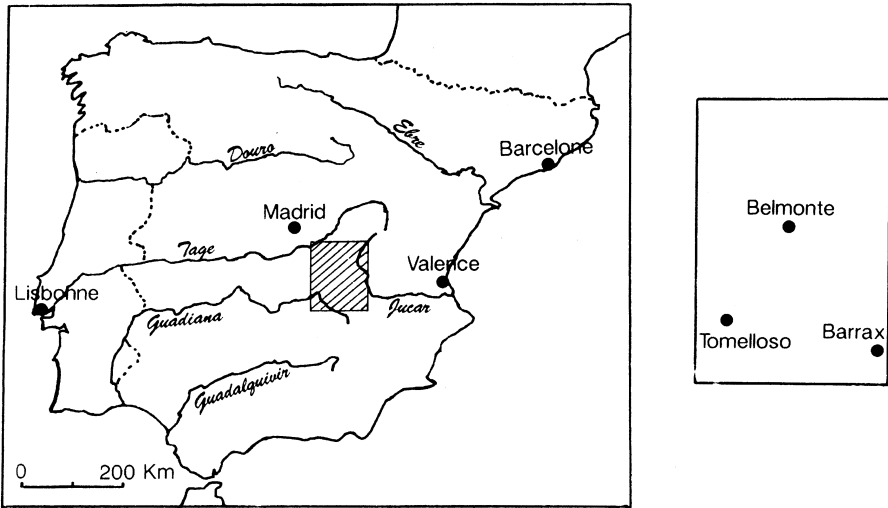 Ebre
Barcelone
Douro
Madrid
Tage
Valence
Lisbonne
Guadiana
Jucar
Guadalquivir
0 200 Km
Belmonte
Tomelloso
Barrax